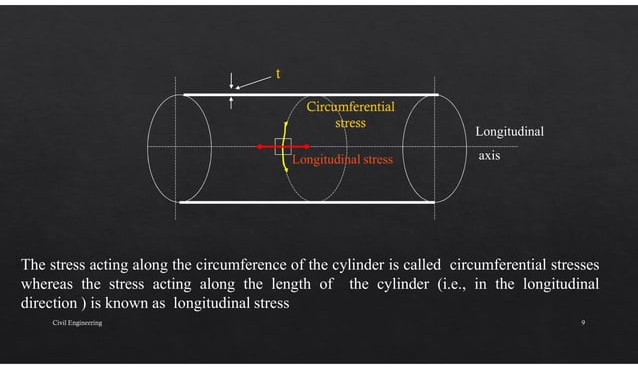 t
Circumferential
stress
Longitudinal
axis
Longitudinal stress
The stress acting along the circumference of the cylinder is called circumferential stresses
whereas the stress acting along the length of the cylinder (i.e., in the longitudinal
direction ) is known as longitudinal stress
Civil Engineering
9